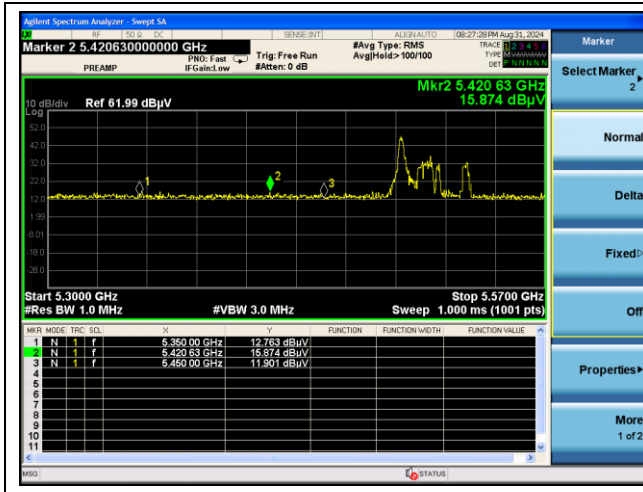 Agilent Spectrum Analyzer - Swept SA
RF 50 Ω DC SENSE:INT ALIGN AUTO 08:27:28 PM Aug 31, 2024
Marker 2 5.420630000000 GHz
PREAMP
PNO: Fast
IFGain:Low
Trig: Free Run
#Atten: 0 dB
#Avg Type: RMS
Avg|Hold:>100/100
TRACE 1 2 3 4 5 6
TYPE
DET P N N N N N
Mkr2 5.420 63 GHz
15.874 dBµV
10 dB/div Ref 61.99 dBµV
Log
52.0
42.0
32.0
22.0
12.0
1.99
-8.01
-18.0
-28.0
1
2
3
Start 5.3000 GHz Stop 5.5700 GHz
#Res BW 1.0 MHz #VBW 3.0 MHz Sweep 1.000 ms (1001 pts)
MKR MODE TRC SCL X Y FUNCTION FUNCTION WIDTH FUNCTION VALUE
1 N 1 f 5.350 00 GHz 12.763 dBµV
2 N 1 f 5.420 63 GHz 15.874 dBµV
3 N 1 f 5.450 00 GHz 11.901 dBµV
4
5
6
7
8
9
10
11
MSG STATUS
Marker
Select Marker
2
Normal
Delta
Fixed
Off
Properties
More
1 of 2